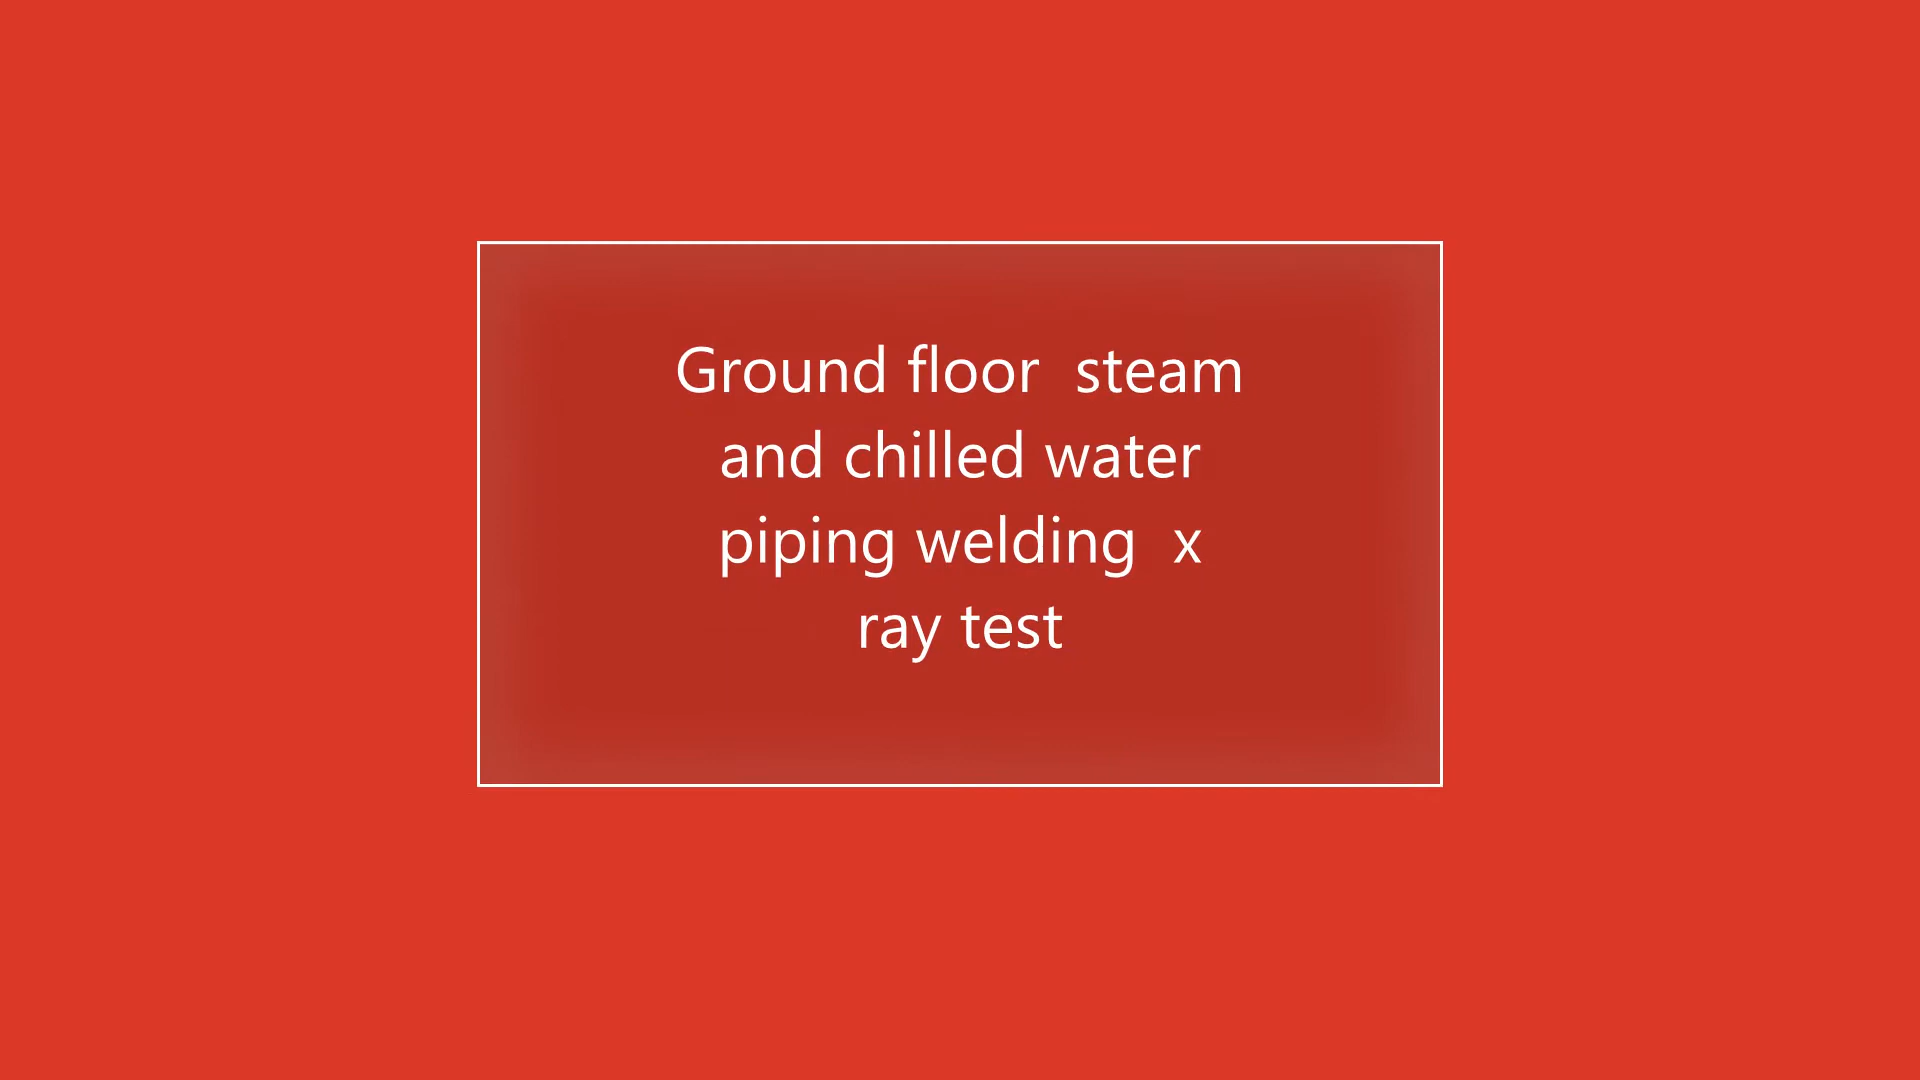 Ground floor  steam
and chilled water
piping welding  x
ray test